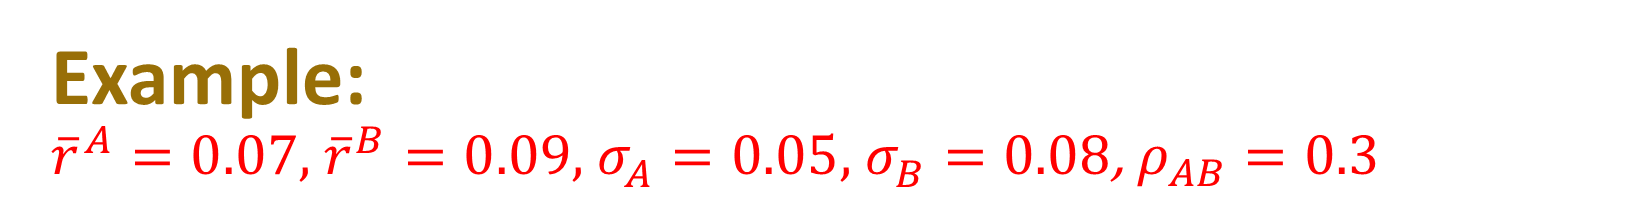 Example:
r̄ᴬ = 0.07, r̄ᴮ = 0.09, σ_A = 0.05, σ_B = 0.08, ρ_AB = 0.3